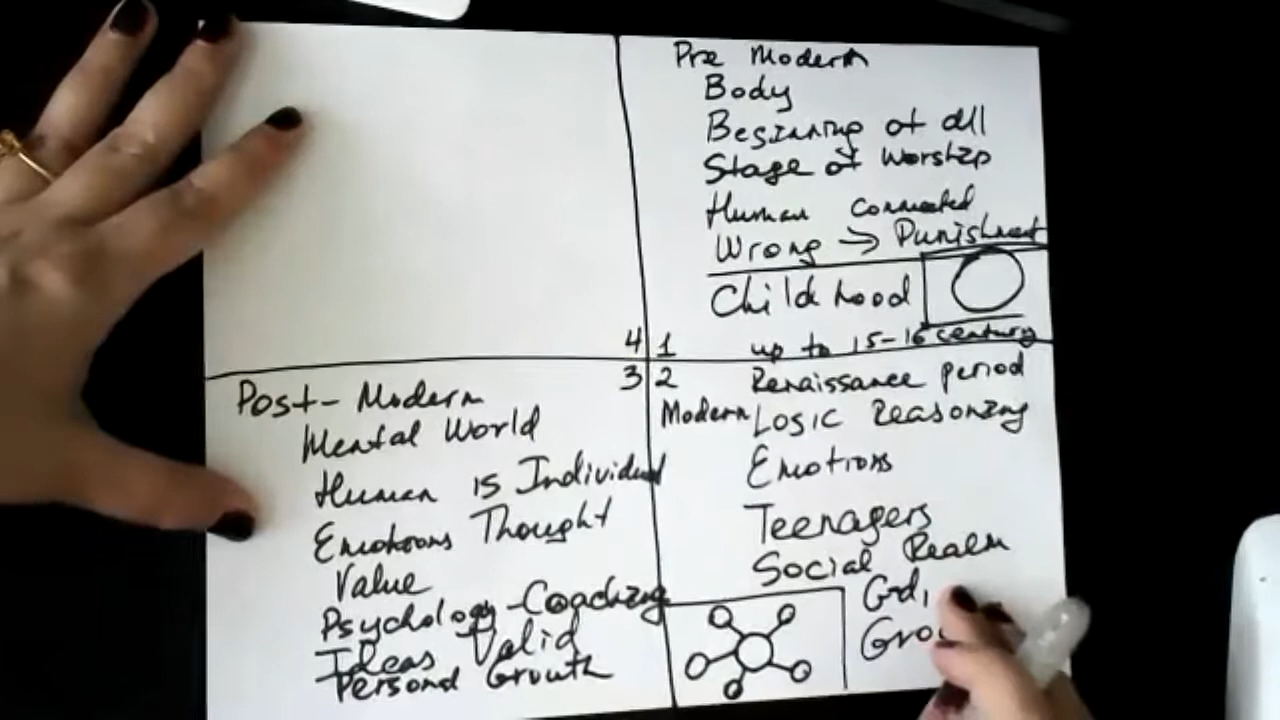 Pre Modern
Body
Beginning of all
Stage of Worship
Human connected
Wrong → Punishment
Childhood
up to 15-16 century
4 1
3 2
Renaissance period
Modern Logic Reasoning
Emotions
Teenagers
Social Realm
God,
Post-Modern
Mental World
Human is Individual
Emotions Thought
Value
Psychology-Coaching
Ideas Valid
Personal Growth